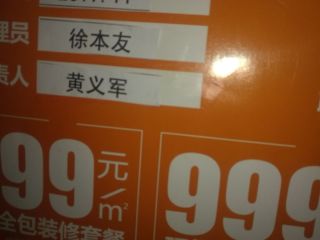 理员 徐本友
责人 黄义军
99元/m²
999
全包装修套餐